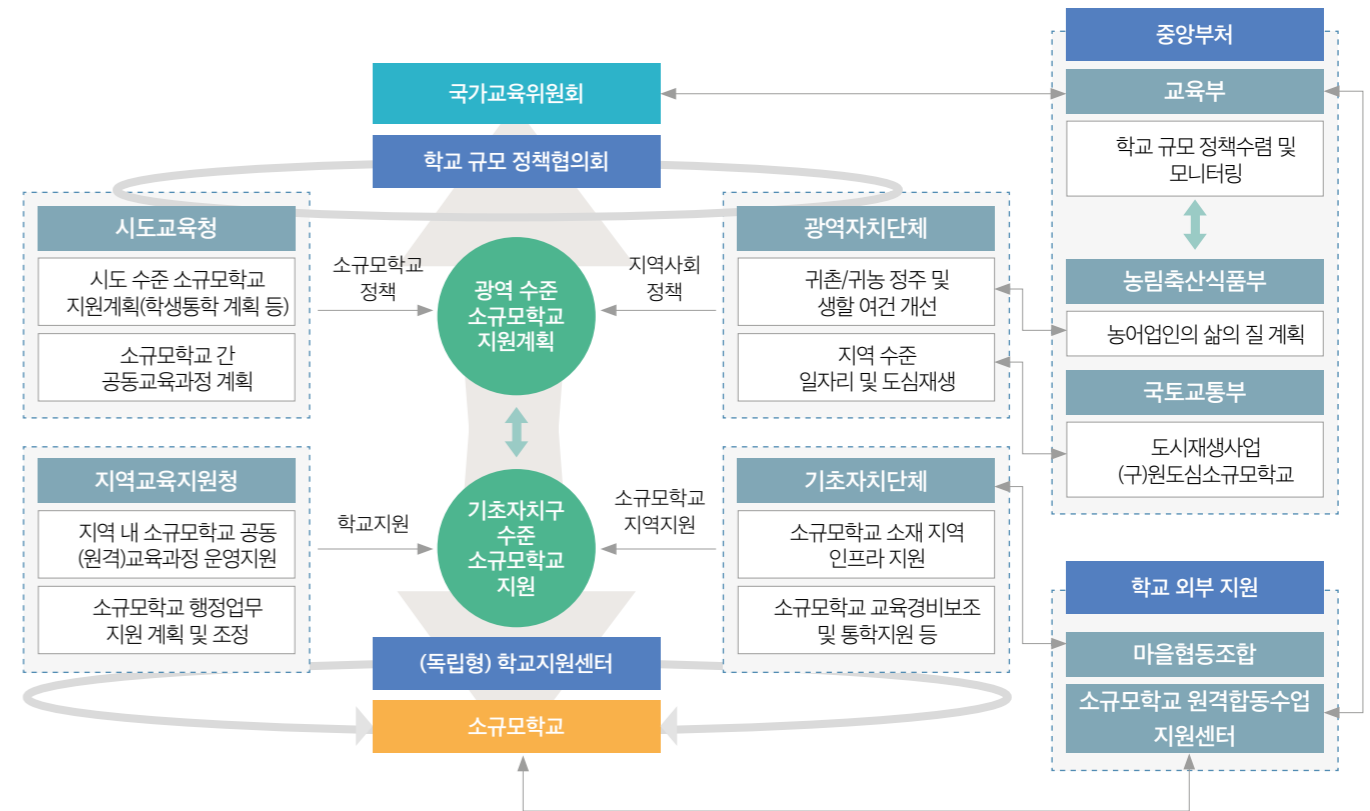 국가교육위원회
학교 규모 정책협의회
시도교육청
시도 수준 소규모학교
지원계획(학생통학 계획 등)
소규모학교 간
공동교육과정 계획
소규모학교
정책
광역 수준
소규모학교
지원계획
지역사회
정책
광역자치단체
귀촌/귀농 정주 및
생활 여건 개선
지역 수준
일자리 및 도심재생
지역교육지원청
지역 내 소규모학교 공동
(원격)교육과정 운영지원
소규모학교 행정업무
지원 계획 및 조정
학교지원
기초자치구
수준
소규모학교
지원
소규모학교
지역지원
기초자치단체
소규모학교 소재 지역
인프라 지원
소규모학교 교육경비보조
및 통학지원 등
(독립형) 학교지원센터
소규모학교
중앙부처
교육부
학교 규모 정책수렴 및
모니터링
농림축산식품부
농어업인의 삶의 질 계획
국토교통부
도시재생사업
(구)원도심소규모학교
학교 외부 지원
마을협동조합
소규모학교 원격합동수업
지원센터